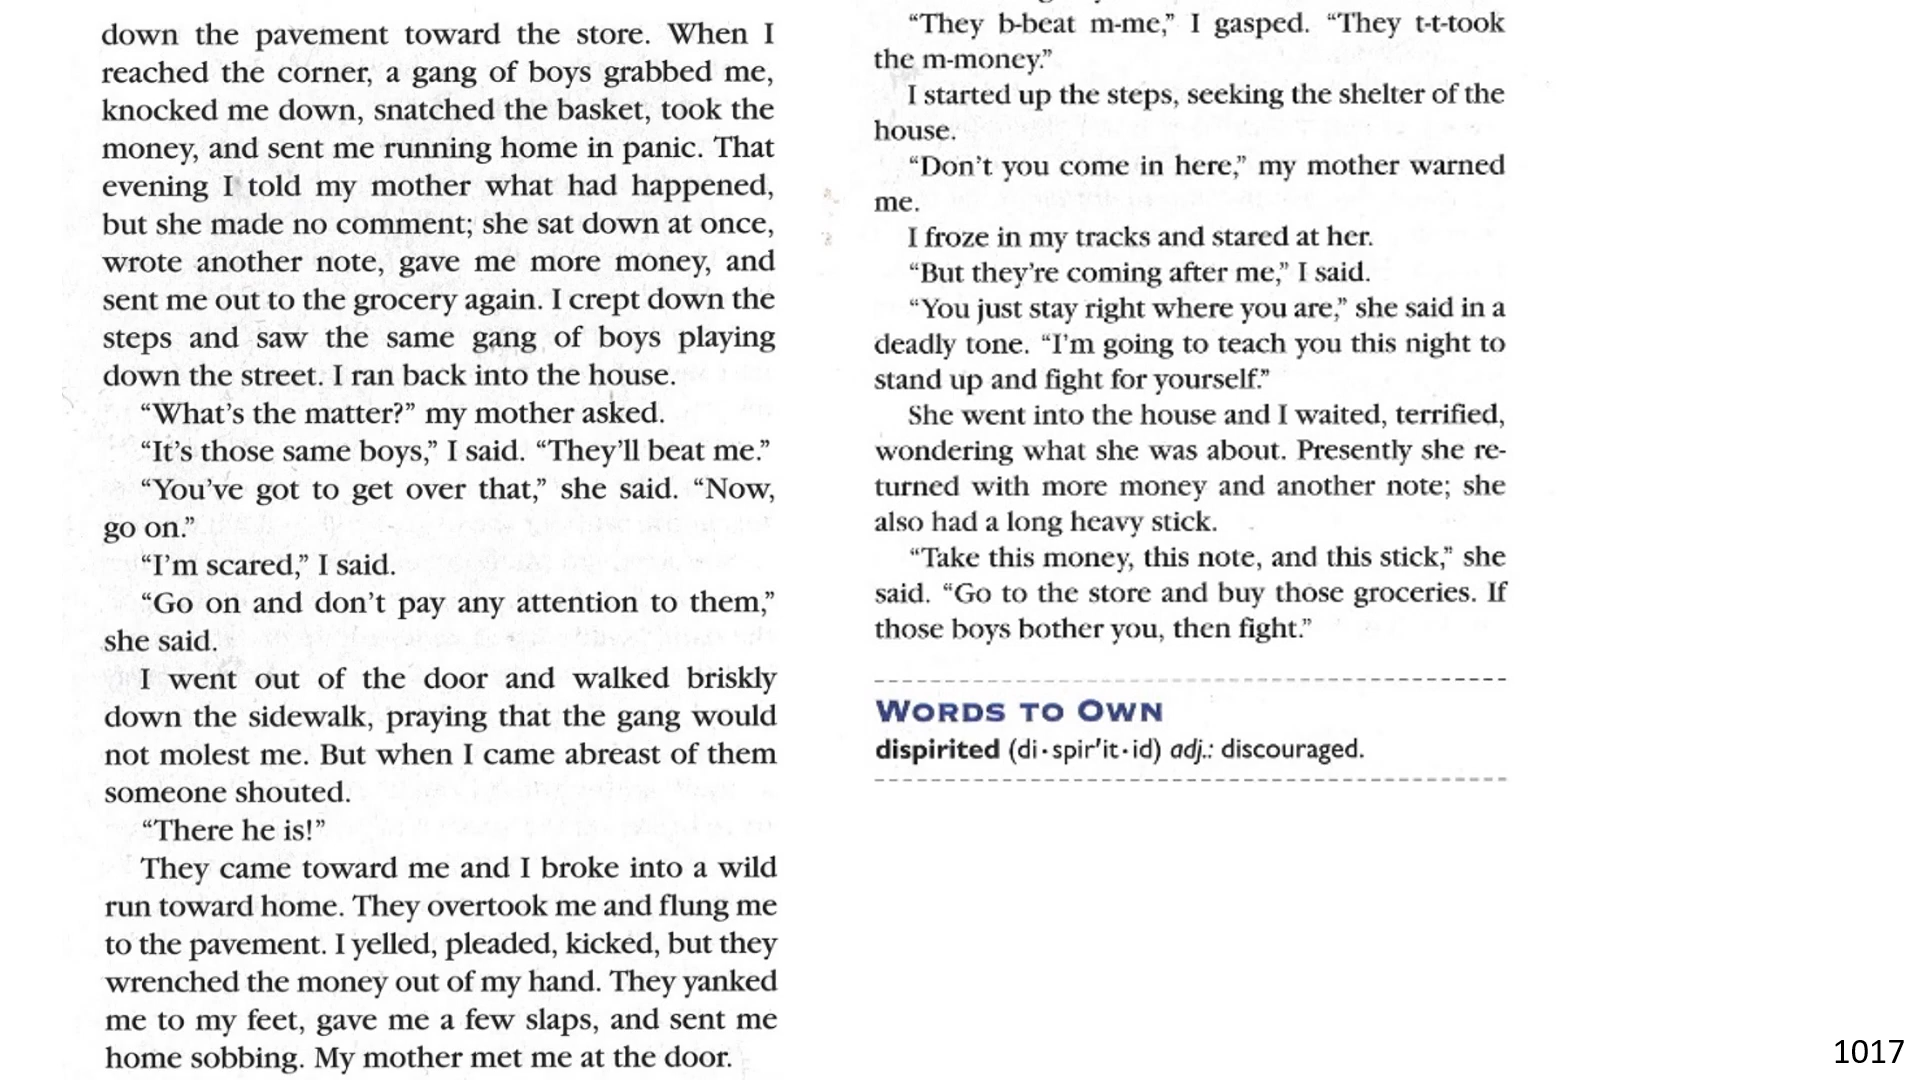 down the pavement toward the store. When I
reached the corner, a gang of boys grabbed me,
knocked me down, snatched the basket, took the
money, and sent me running home in panic. That
evening I told my mother what had happened,
but she made no comment; she sat down at once,
wrote another note, gave me more money, and
sent me out to the grocery again. I crept down the
steps and saw the same gang of boys playing
down the street. I ran back into the house.
“What’s the matter?” my mother asked.
“It’s those same boys,” I said. “They’ll beat me.”
“You’ve got to get over that,” she said. “Now,
go on.”
“I’m scared,” I said.
“Go on and don’t pay any attention to them,”
she said.
I went out of the door and walked briskly
down the sidewalk, praying that the gang would
not molest me. But when I came abreast of them
someone shouted.
“There he is!”
They came toward me and I broke into a wild
run toward home. They overtook me and flung me
to the pavement. I yelled, pleaded, kicked, but they
wrenched the money out of my hand. They yanked
me to my feet, gave me a few slaps, and sent me
home sobbing. My mother met me at the door.
“They b-beat m-me,” I gasped. “They t-t-took
the m-money.”
I started up the steps, seeking the shelter of the
house.
“Don’t you come in here,” my mother warned
me.
I froze in my tracks and stared at her.
“But they’re coming after me,” I said.
“You just stay right where you are,” she said in a
deadly tone. “I’m going to teach you this night to
stand up and fight for yourself.”
She went into the house and I waited, terrified,
wondering what she was about. Presently she re-
turned with more money and another note; she
also had a long heavy stick.
“Take this money, this note, and this stick,” she
said. “Go to the store and buy those groceries. If
those boys bother you, then fight.”
WORDS TO OWN
dispirited (di·spir′it·id) adj.: discouraged.
1017